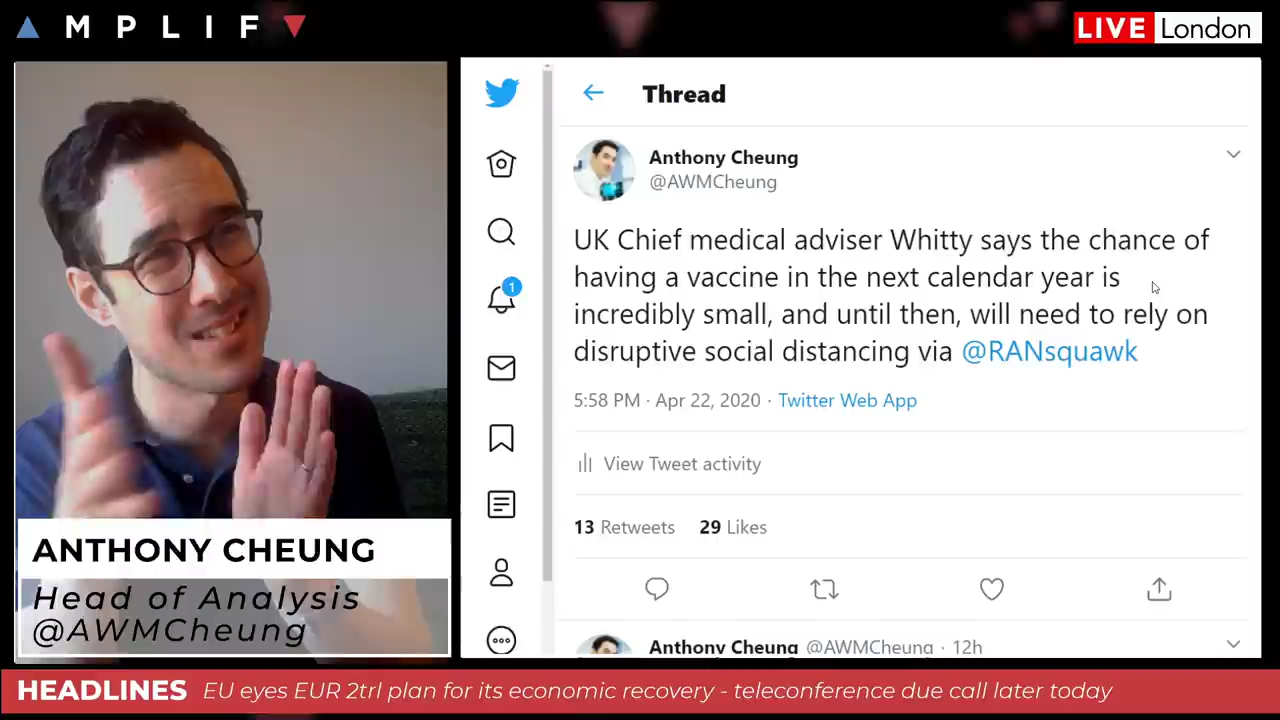 AMPLIFY
LIVE London
Thread
Anthony Cheung
@AWMCheung
UK Chief medical adviser Whitty says the chance of
having a vaccine in the next calendar year is
incredibly small, and until then, will need to rely on
disruptive social distancing via @RANsquawk
5:58 PM · Apr 22, 2020 · Twitter Web App
View Tweet activity
13 Retweets 29 Likes
Anthony Cheung @AWMCheung · 12h
1
ANTHONY CHEUNG
Head of Analysis
@AWMCheung
HEADLINES EU eyes EUR 2trl plan for its economic recovery - teleconference due call later today